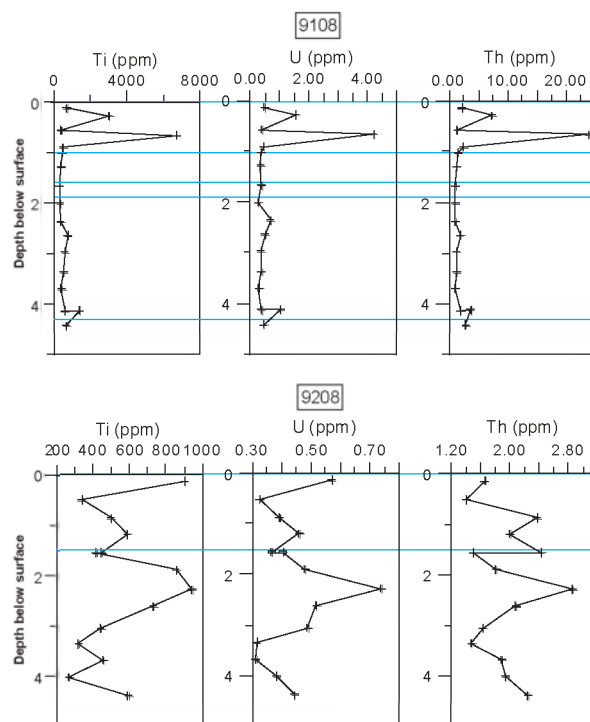 9108
Ti (ppm) U (ppm) Th (ppm)
0 4000 8000 0.00 2.00 4.00 0.00 10.00 20.00
0 0 0
2 2 2
4 4 4
Depth below surface
9208
Ti (ppm) U (ppm) Th (ppm)
200 400 600 800 1000 0.30 0.50 0.70 1.20 2.00 2.80
0 0 0
2 2 2
4 4 4
Depth below surface